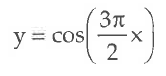 y = cos(3π/2 x)